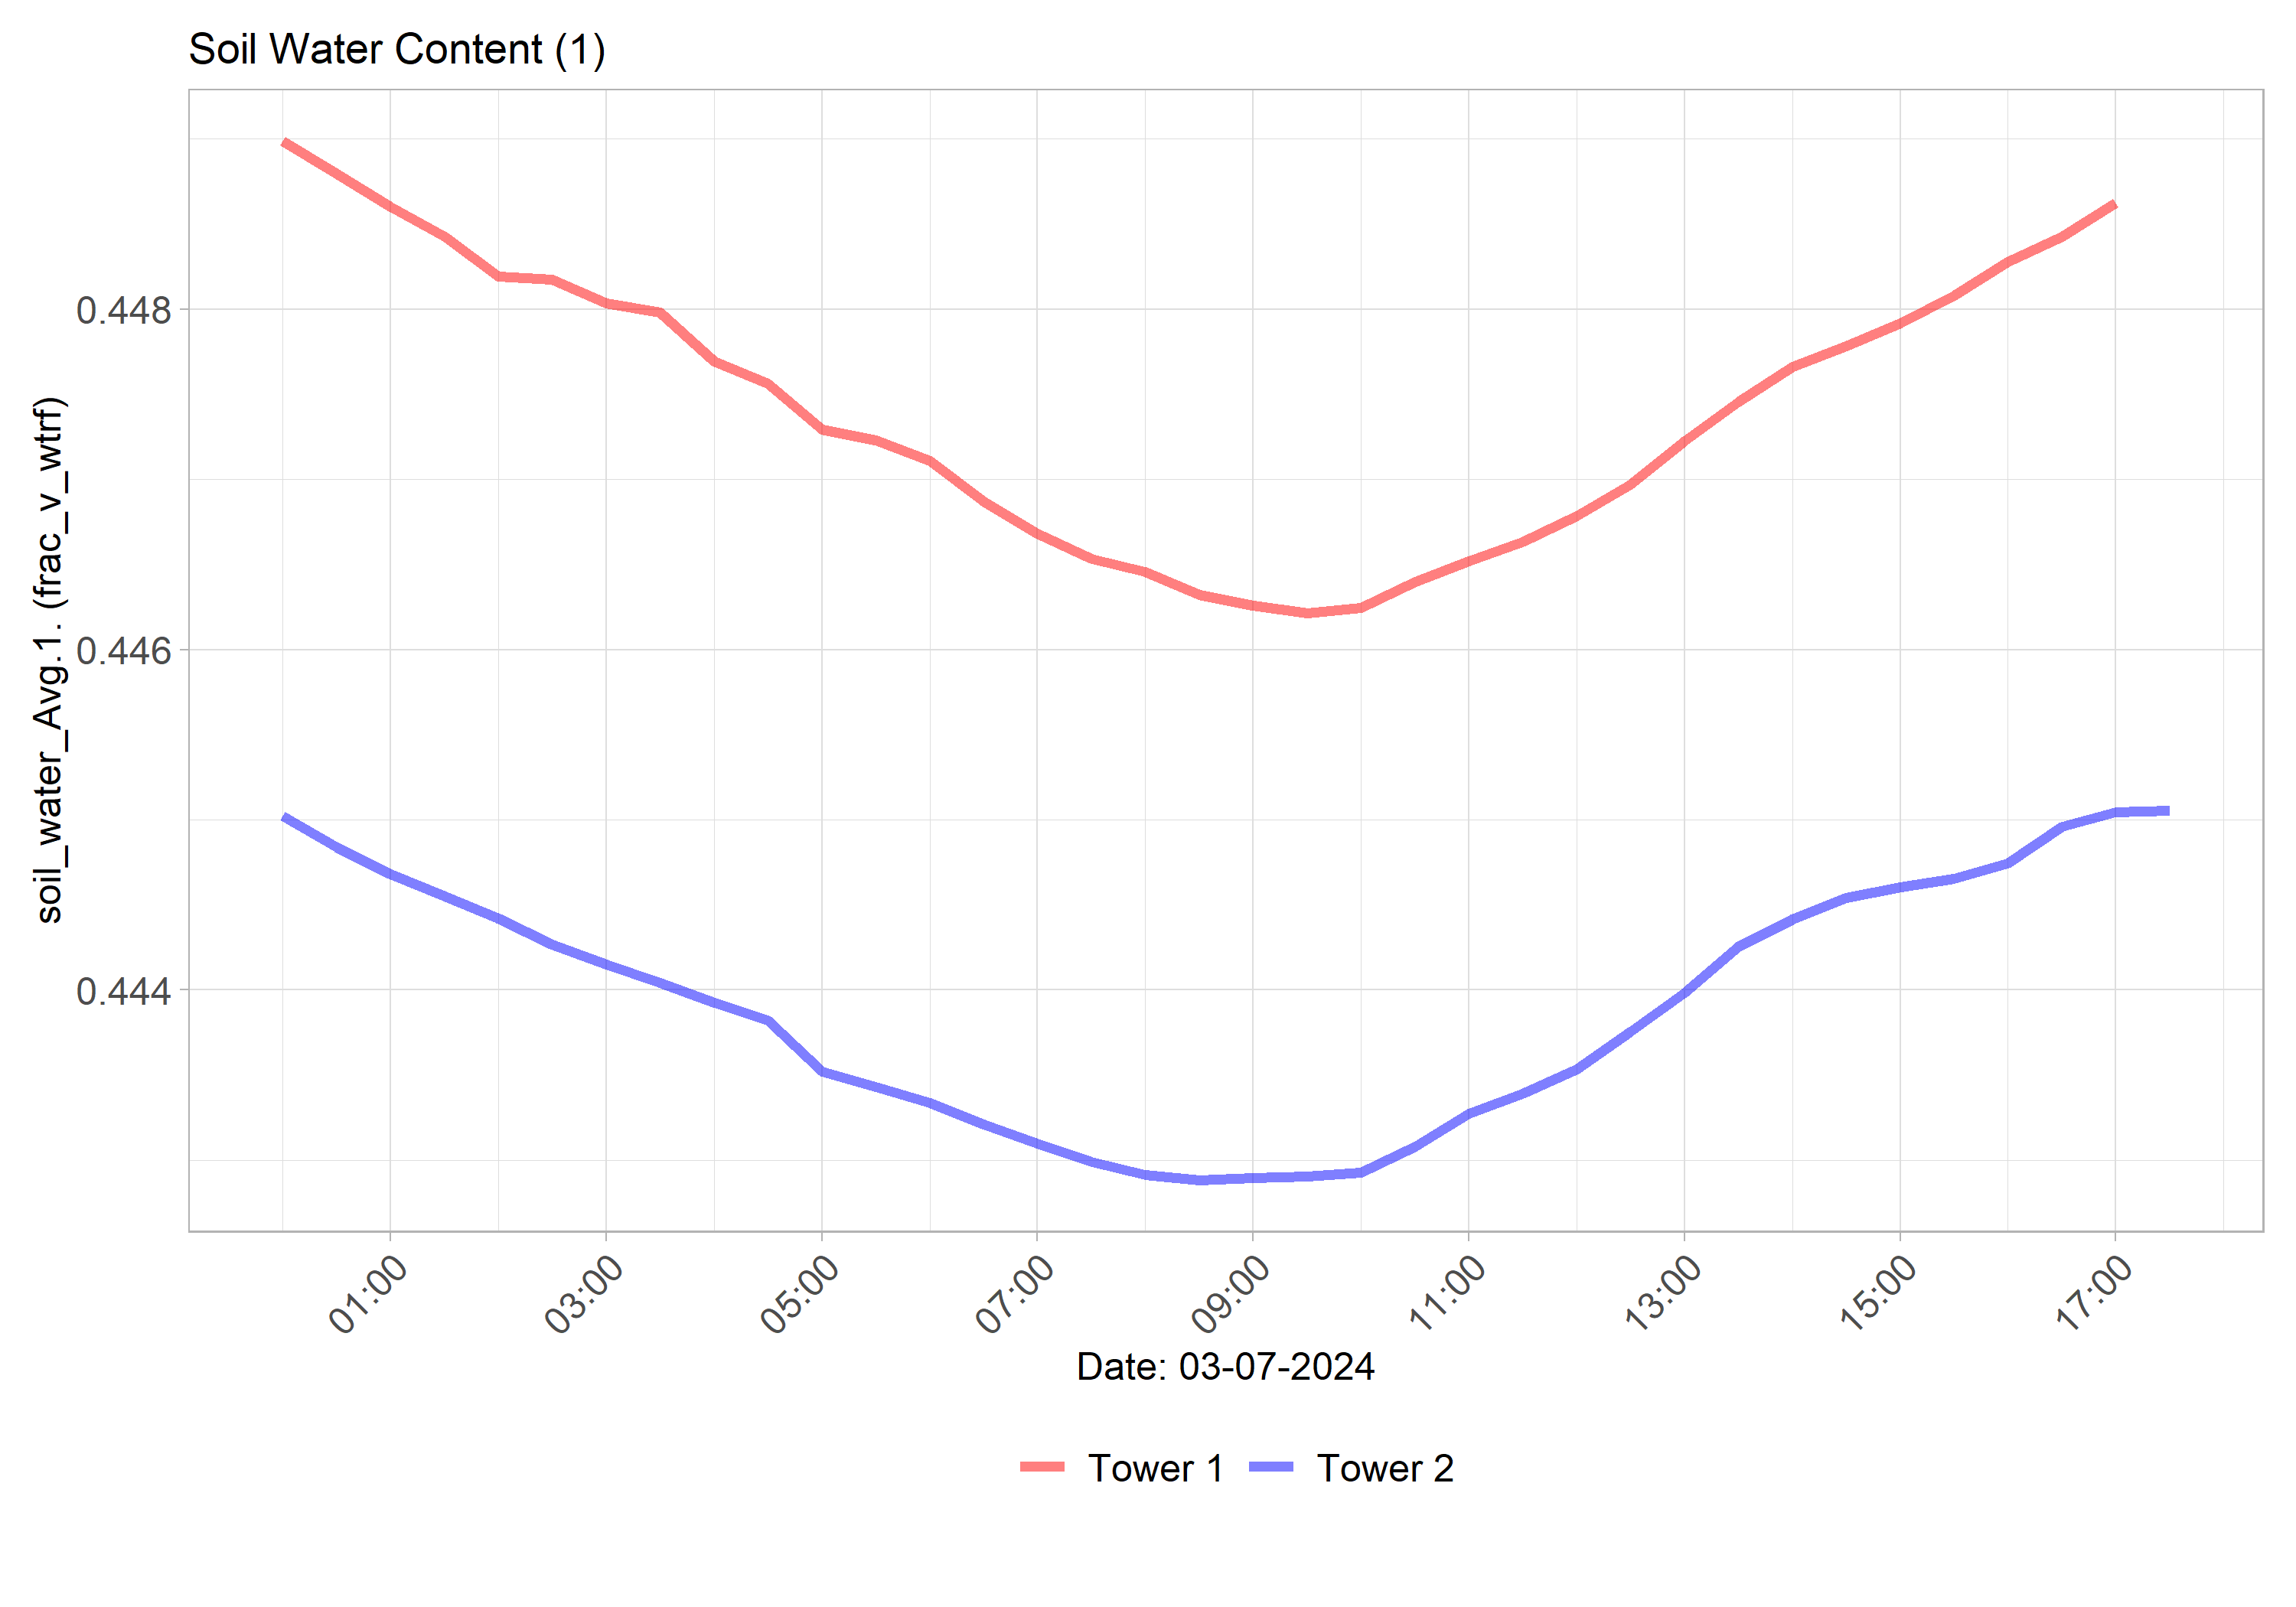 Soil Water Content (1)
soil_water_Avg.1. (frac_v_wtrf)
0.448
0.446
0.444
01:00
03:00
05:00
07:00
09:00
11:00
13:00
15:00
17:00
Date: 03-07-2024
Tower 1
Tower 2